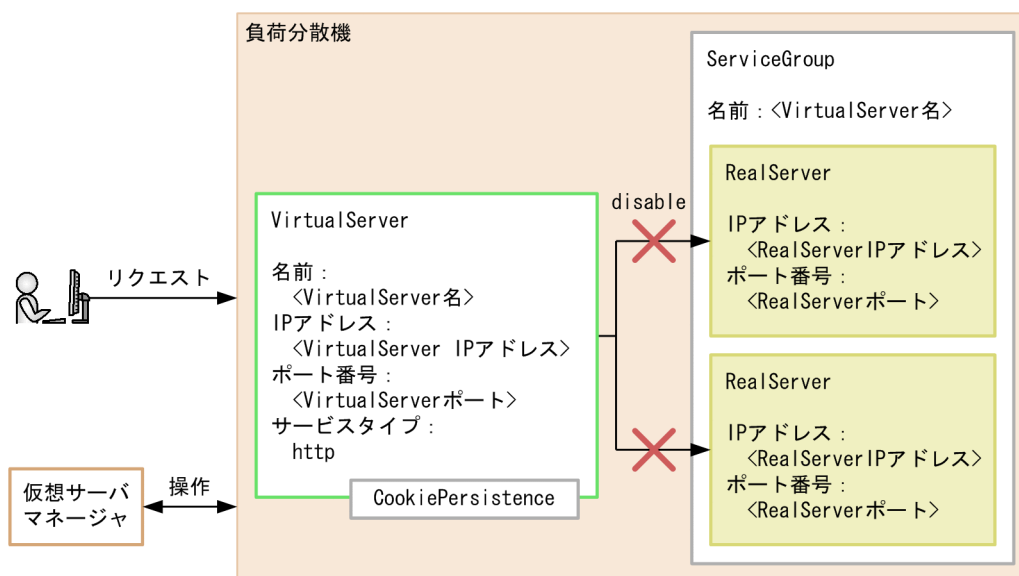 負荷分散機
ServiceGroup
名前：<VirtualServer名>
RealServer
IPアドレス：
<RealServerIPアドレス>
ポート番号：
<RealServerポート>
disable
VirtualServer
名前：
<VirtualServer名>
IPアドレス：
<VirtualServer IPアドレス>
ポート番号：
<VirtualServerポート>
サービスタイプ：
http
CookiePersistence
リクエスト
RealServer
IPアドレス：
<RealServerIPアドレス>
ポート番号：
<RealServerポート>
仮想サーバ
マネージャ
操作